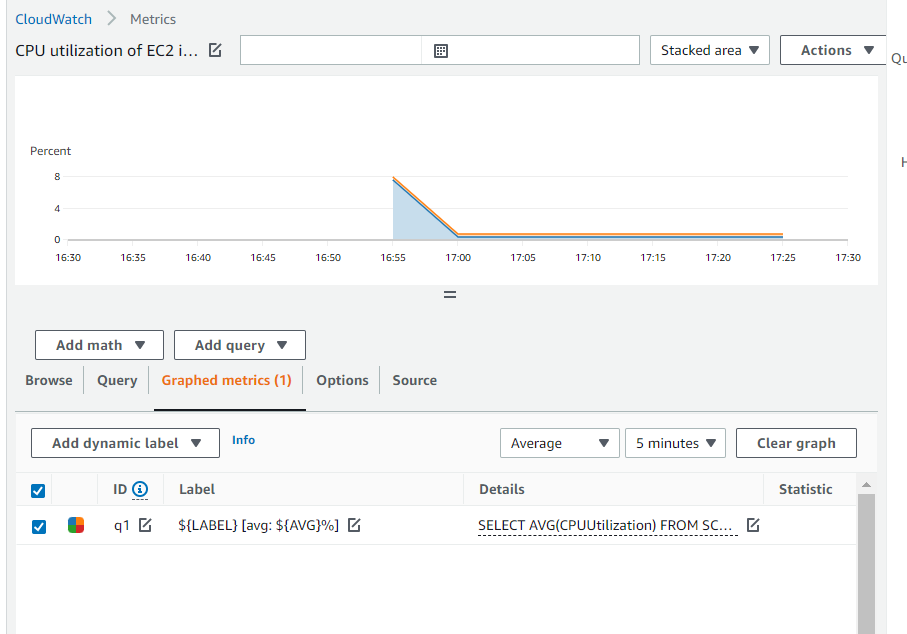 CloudWatch Metrics
CPU utilization of EC2 i...
Stacked area
Actions
Qu
H
Percent
8
4
0
16:30 16:35 16:40 16:45 16:50 16:55 17:00 17:05 17:10 17:15 17:20 17:25 17:30
Add math
Add query
Browse
Query
Graphed metrics (1)
Options
Source
Add dynamic label
Info
Average
5 minutes
Clear graph
ID Label Details Statistic
q1 ${LABEL} [avg: ${AVG}%] SELECT AVG(CPUUtilization) FROM SC...